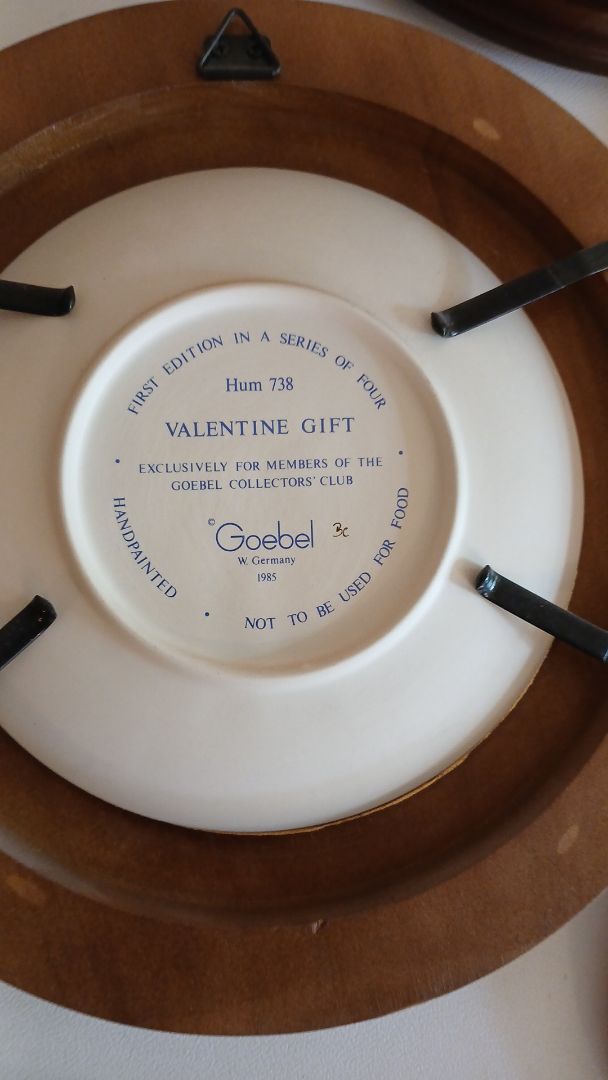 FIRST EDITION IN A SERIES OF FOUR
Hum 738
VALENTINE GIFT
EXCLUSIVELY FOR MEMBERS OF THE
GOEBEL COLLECTORS' CLUB
© Goebel
W. Germany
1985
HANDPAINTED
NOT TO BE USED FOR FOOD